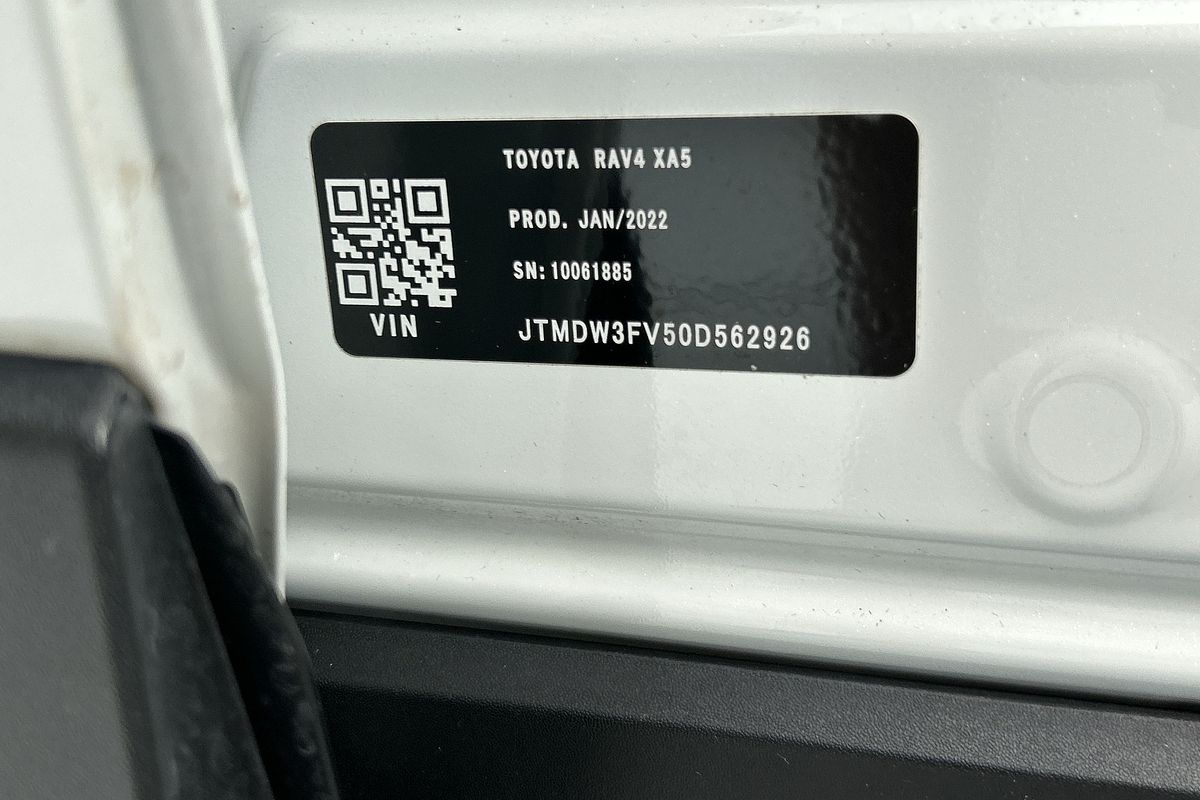 TOYOTA RAV4 XA5
PROD. JAN/2022
SN: 10061885
VIN JTMDW3FV50D562926